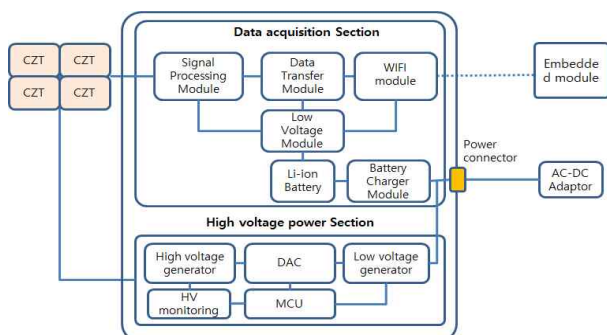 Data acquisition Section
CZT
CZT
CZT
CZT
Signal
Processing
Module
Data
Transfer
Module
WIFI
module
Embedde
d module
Low
Voltage
Module
Li-ion
Battery
Battery
Charger
Module
Power
connector
AC-DC
Adaptor
High voltage power Section
High voltage
generator
DAC
Low voltage
generator
HV
monitoring
MCU